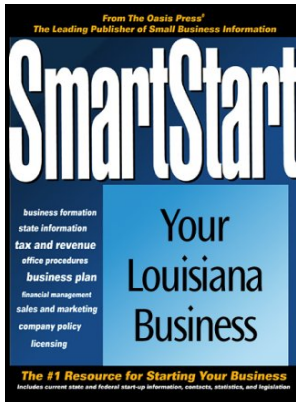 From The Oasis Press®
The Leading Publisher of Small Business Information
SmartStart
business formation
state information
tax and revenue
office procedures
business plan
financial management
sales and marketing
company policy
licensing
Your
Louisiana
Business
The #1 Resource for Starting Your Business
Includes current state and federal start-up information, contacts, statistics, and legislation